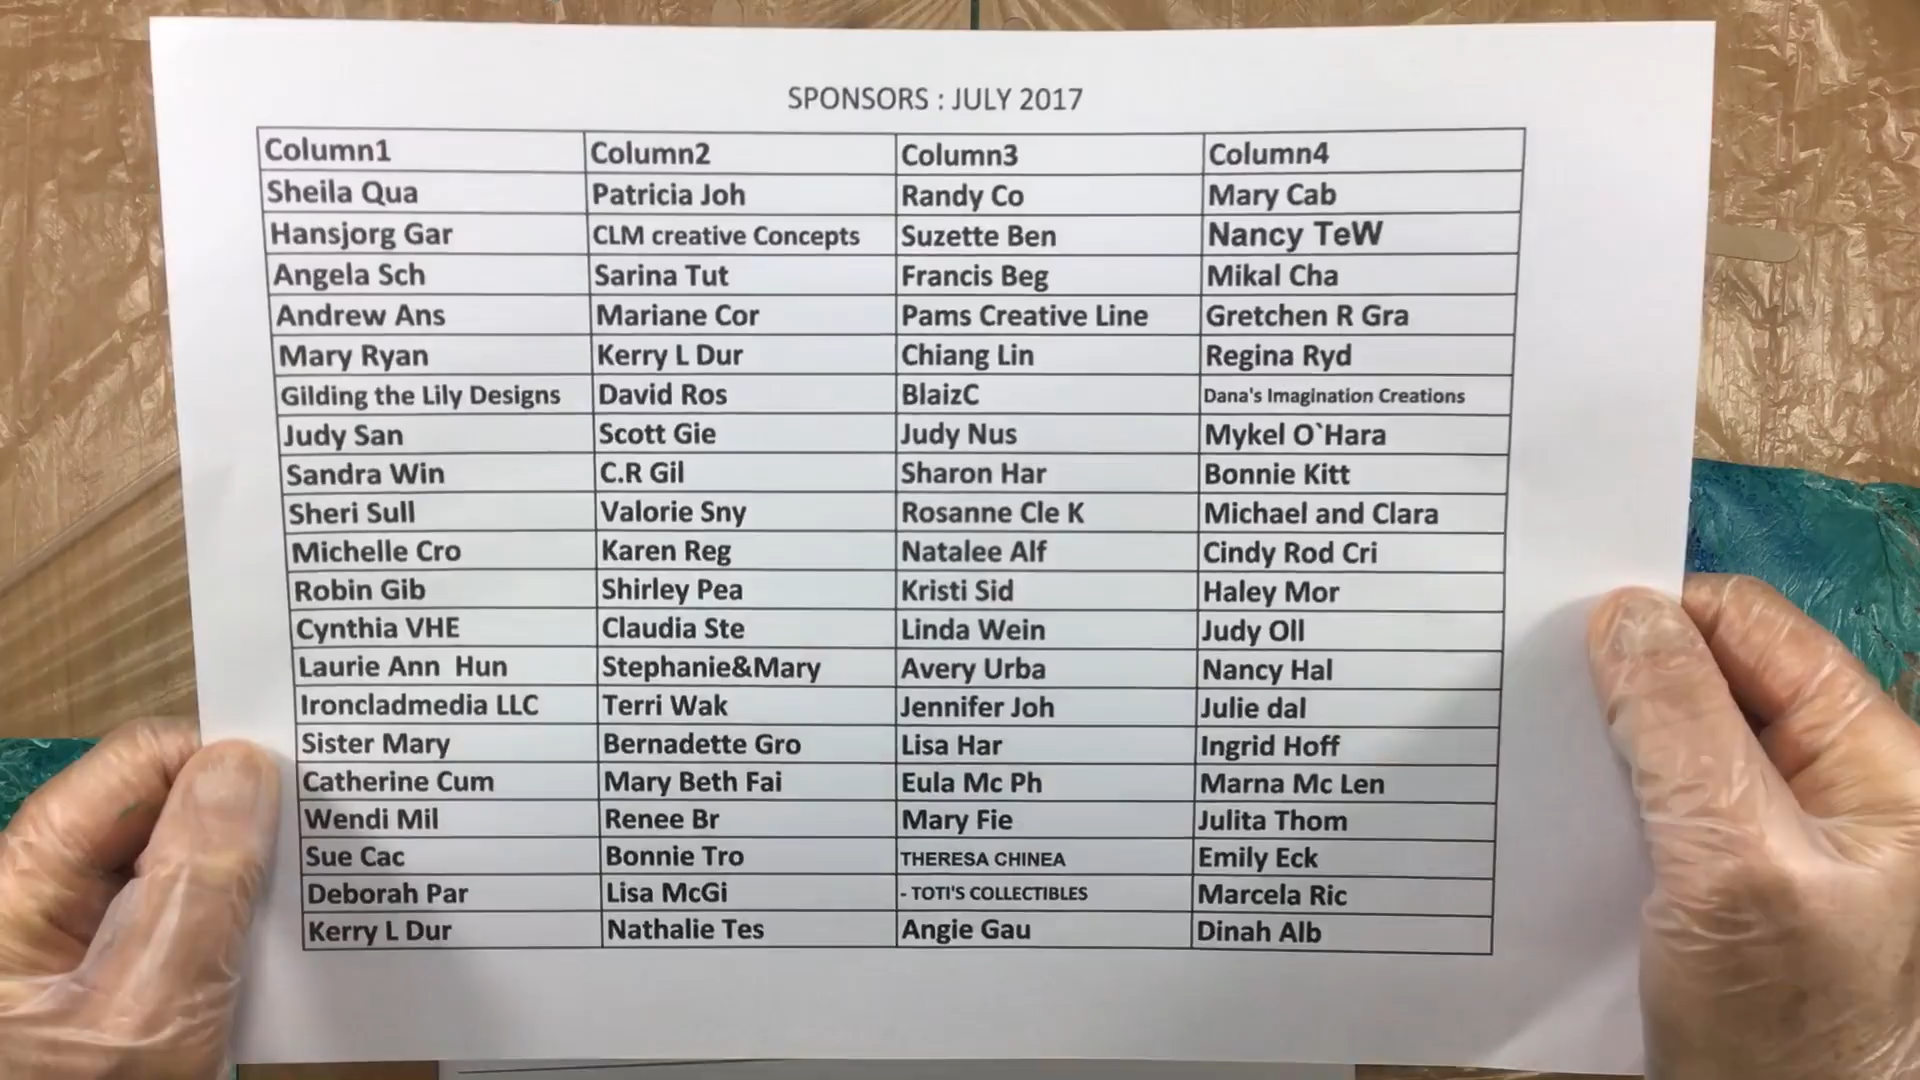 SPONSORS : JULY 2017
Column1 Column2 Column3 Column4
Sheila Qua Patricia Joh Randy Co Mary Cab
Hansjorg Gar CLM creative Concepts Suzette Ben Nancy TeW
Angela Sch Sarina Tut Francis Beg Mikal Cha
Andrew Ans Mariane Cor Pams Creative Line Gretchen R Gra
Mary Ryan Kerry L Dur Chiang Lin Regina Ryd
Gilding the Lily Designs David Ros BlaizC Dana's Imagination Creations
Judy San Scott Gie Judy Nus Mykel O`Hara
Sandra Win C.R Gil Sharon Har Bonnie Kitt
Sheri Sull Valorie Sny Rosanne Cle K Michael and Clara
Michelle Cro Karen Reg Natalee Alf Cindy Rod Cri
Robin Gib Shirley Pea Kristi Sid Haley Mor
Cynthia VHE Claudia Ste Linda Wein Judy Oll
Laurie Ann  Hun Stephanie&Mary Avery Urba Nancy Hal
Ironcladmedia LLC Terri Wak Jennifer Joh Julie dal
Sister Mary Bernadette Gro Lisa Har Ingrid Hoff
Catherine Cum Mary Beth Fai Eula Mc Ph Marna Mc Len
Wendi Mil Renee Br Mary Fie Julita Thom
Sue Cac Bonnie Tro THERESA CHINEA Emily Eck
Deborah Par Lisa McGi - TOTI'S COLLECTIBLES Marcela Ric
Kerry L Dur Nathalie Tes Angie Gau Dinah Alb